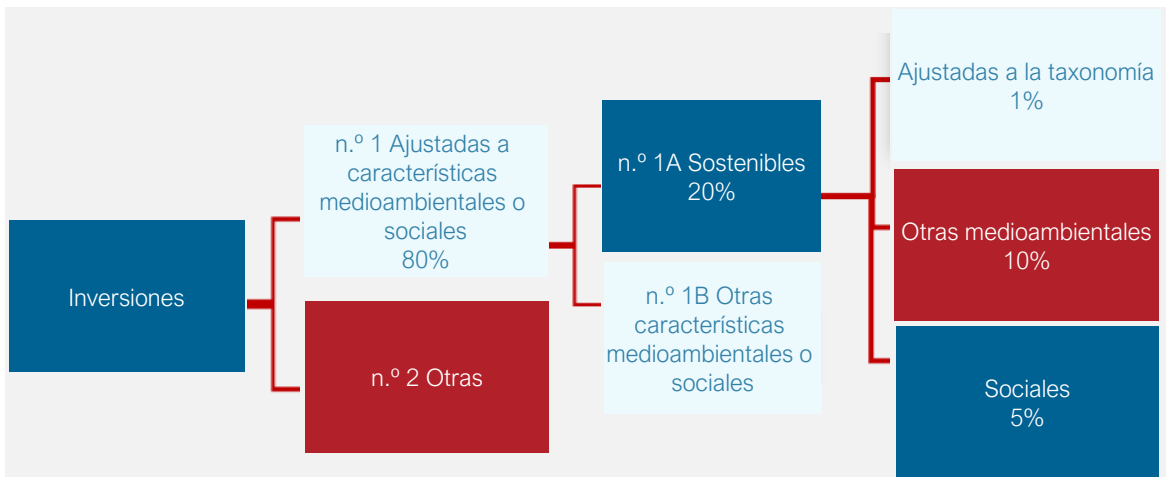 Inversiones
n.º 1 Ajustadas a
características
medioambientales o
sociales
80%
n.º 2 Otras
n.º 1A Sostenibles
20%
n.º 1B Otras
características
medioambientales o
sociales
Ajustadas a la taxonomía
1%
Otras medioambientales
10%
Sociales
5%